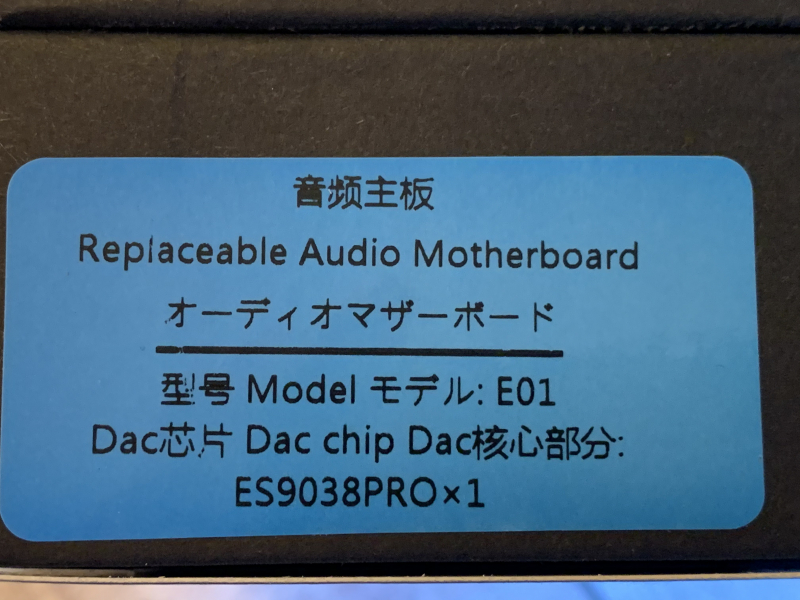 音频主板
Replaceable Audio Motherboard
オーディオマザーボード
型号 Model モデル: E01
Dac芯片 Dac chip Dac核心部分:
ES9038PRO×1